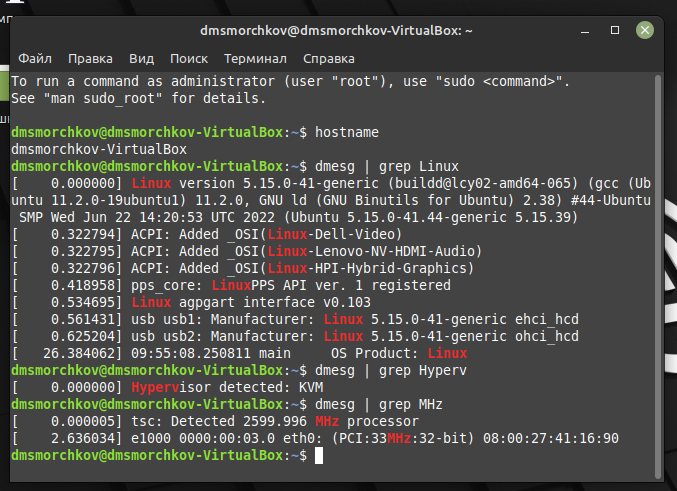 dmsmorchkov@dmsmorchkov-VirtualBox: ~
Файл Правка Вид Поиск Терминал Справка
To run a command as administrator (user "root"), use "sudo <command>".
See "man sudo_root" for details.
dmsmorchkov@dmsmorchkov-VirtualBox:~$ hostname
dmsmorchkov-VirtualBox
dmsmorchkov@dmsmorchkov-VirtualBox:~$ dmesg | grep Linux
[    0.000000] Linux version 5.15.0-41-generic (buildd@lcy02-amd64-065) (gcc (Ub
untu 11.2.0-19ubuntu1) 11.2.0, GNU ld (GNU Binutils for Ubuntu) 2.38) #44-Ubuntu
 SMP Wed Jun 22 14:20:53 UTC 2022 (Ubuntu 5.15.0-41.44-generic 5.15.39)
[    0.322794] ACPI: Added _OSI(Linux-Dell-Video)
[    0.322795] ACPI: Added _OSI(Linux-Lenovo-NV-HDMI-Audio)
[    0.322796] ACPI: Added _OSI(Linux-HPI-Hybrid-Graphics)
[    0.418958] pps_core: LinuxPPS API ver. 1 registered
[    0.534695] Linux agpgart interface v0.103
[    0.561431] usb usb1: Manufacturer: Linux 5.15.0-41-generic ehci_hcd
[    0.625204] usb usb2: Manufacturer: Linux 5.15.0-41-generic ohci_hcd
[   26.384062] 09:55:08.250811 main     OS Product: Linux
dmsmorchkov@dmsmorchkov-VirtualBox:~$ dmesg | grep Hyperv
[    0.000000] Hypervisor detected: KVM
dmsmorchkov@dmsmorchkov-VirtualBox:~$ dmesg | grep MHz
[    0.000005] tsc: Detected 2599.996 MHz processor
[    2.636034] e1000 0000:00:03.0 eth0: (PCI:33MHz:32-bit) 08:00:27:41:16:90
dmsmorchkov@dmsmorchkov-VirtualBox:~$